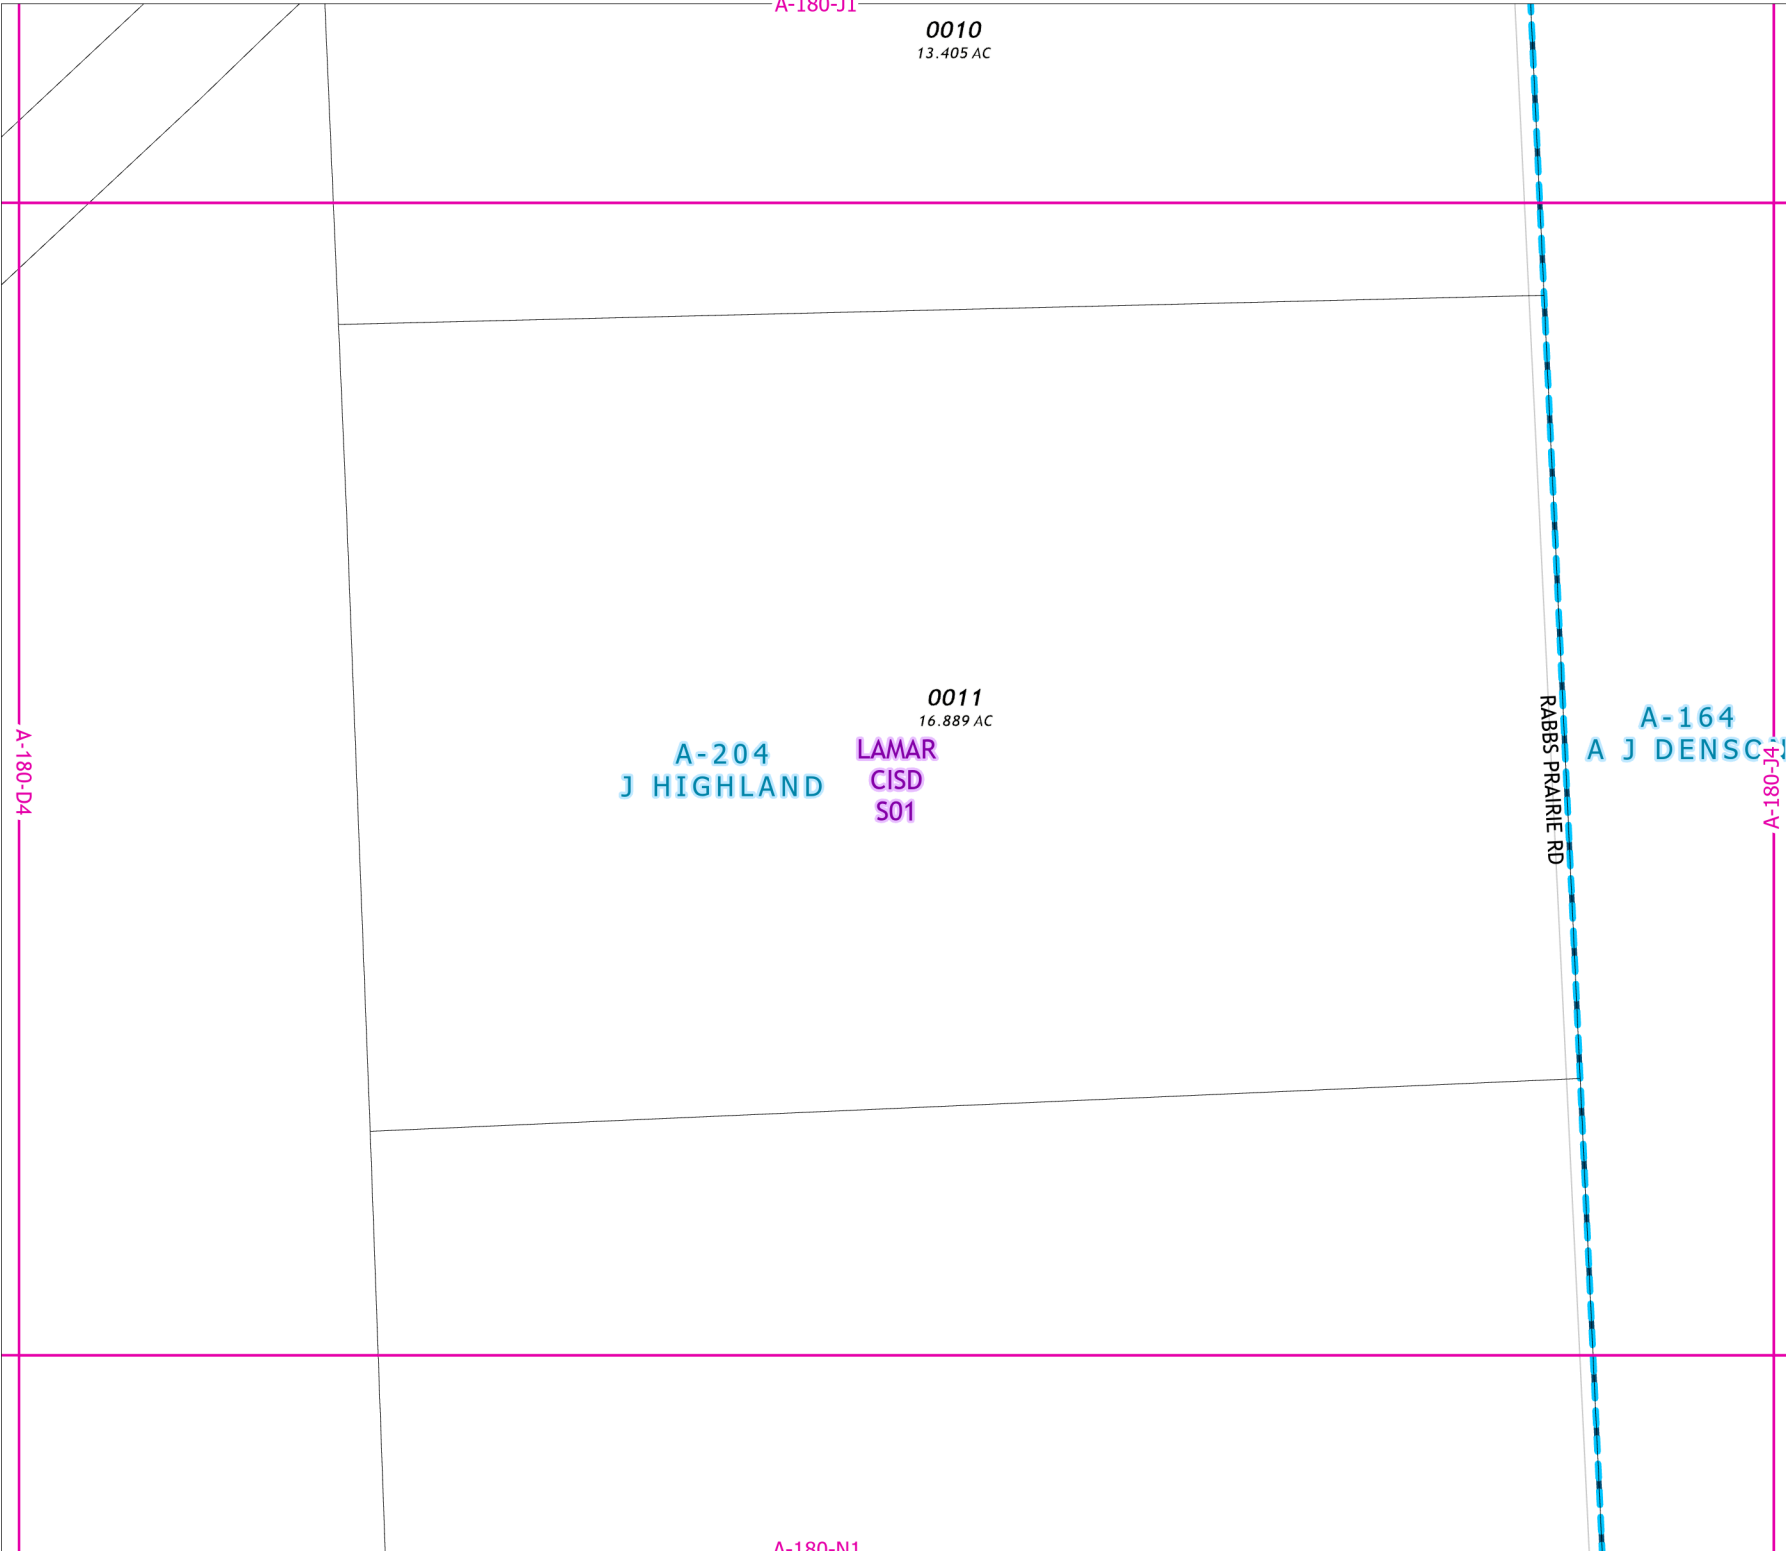 A-180-J1
0010
13.405 AC
0011
16.889 AC
LAMAR
CISD
S01
A-204
J HIGHLAND
RABBS PRAIRIE RD
A-164
A J
A-180-D4
A-180-J4
A-180-N1